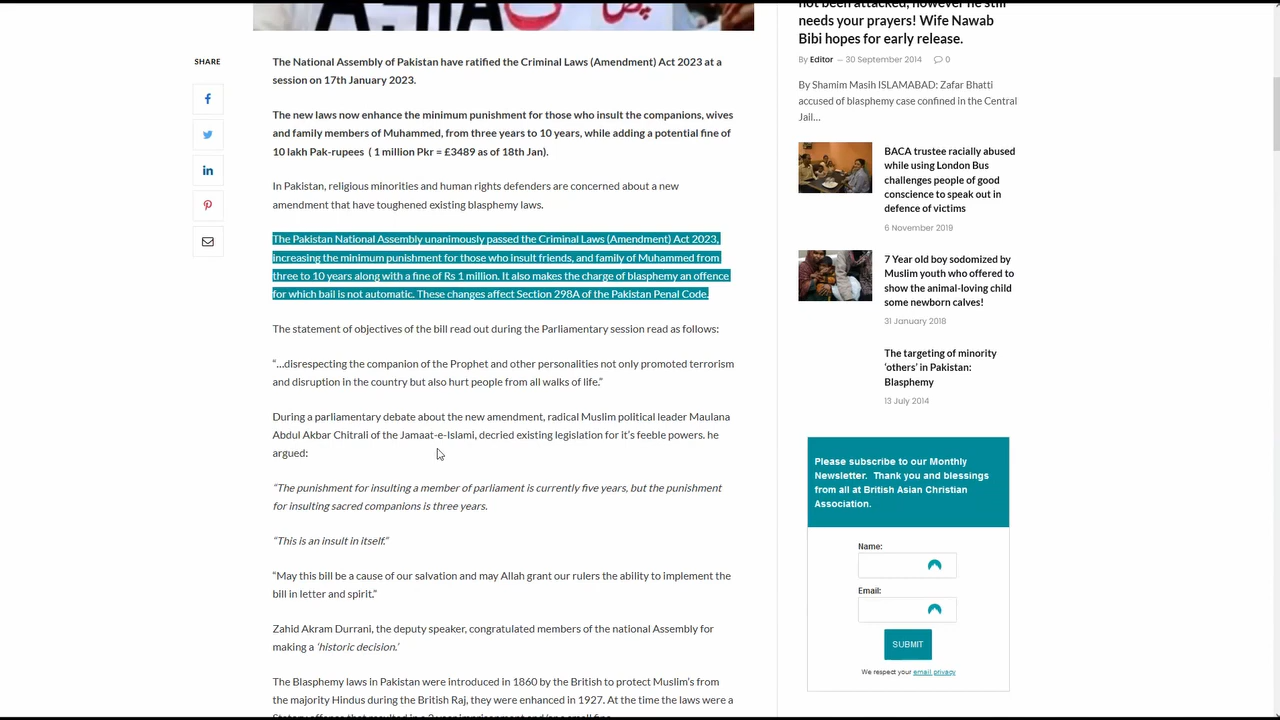 SHARE
The National Assembly of Pakistan have ratified the Criminal Laws (Amendment) Act 2023 at a
session on 17th January 2023.
The new laws now enhance the minimum punishment for those who insult the companions, wives
and family members of Muhammed, from three years to 10 years, while adding a potential fine of
10 lakh Pak-rupees ( 1 million Pkr = £3489 as of 18th Jan).
In Pakistan, religious minorities and human rights defenders are concerned about a new
amendment that have toughened existing blasphemy laws.
The Pakistan National Assembly unanimously passed the Criminal Laws (Amendment) Act 2023,
increasing the minimum punishment for those who insult friends, and family of Muhammed from
three to 10 years along with a fine of Rs 1 million. It also makes the charge of blasphemy an offence
for which bail is not automatic. These changes affect Section 298A of the Pakistan Penal Code.
The statement of objectives of the bill read out during the Parliamentary session read as follows:
“…disrespecting the companion of the Prophet and other personalities not only promoted terrorism
and disruption in the country but also hurt people from all walks of life.”
During a parliamentary debate about the new amendment, radical Muslim political leader Maulana
Abdul Akbar Chitrali of the Jamaat-e-Islami, decried existing legislation for it’s feeble powers. he
argued:
“The punishment for insulting a member of parliament is currently five years, but the punishment
for insulting sacred companions is three years.
“This is an insult in itself.”
“May this bill be a cause of our salvation and may Allah grant our rulers the ability to implement the
bill in letter and spirit.”
Zahid Akram Durrani, the deputy speaker, congratulated members of the national Assembly for
making a ‘historic decision.’
The Blasphemy laws in Pakistan were introduced in 1860 by the British to protect Muslim’s from
the majority Hindus during the British Raj, they were enhanced in 1927. At the time the laws were a
not been attacked, however he still
needs your prayers! Wife Nawab
Bibi hopes for early release.
By Editor — 30 September 2014 0
By Shamim Masih ISLAMABAD: Zafar Bhatti
accused of blasphemy case confined in the Central
Jail...
BACA trustee racially abused
while using London Bus
challenges people of good
conscience to speak out in
defence of victims
6 November 2019
7 Year old boy sodomized by
Muslim youth who offered to
show the animal-loving child
some newborn calves!
31 January 2018
The targeting of minority
‘others’ in Pakistan:
Blasphemy
13 July 2014
Please subscribe to our Monthly
Newsletter. Thank you and blessings
from all at British Asian Christian
Association.
Name:
Email:
SUBMIT
We respect your email privacy